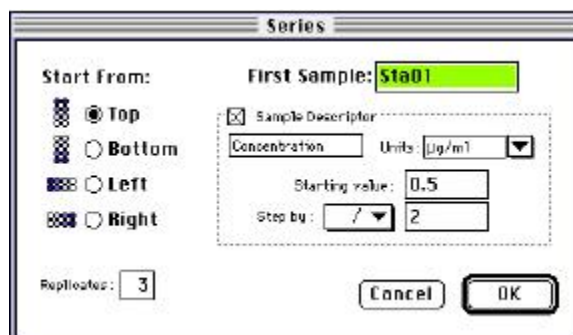 Series
Start From:
First Sample: Sta01
Top
Sample Descriptor
Bottom
Concentration Units: µg/ml
Left
Starting value: 0.5
Right
Step by: / 2
Replicates: 3
Cancel OK